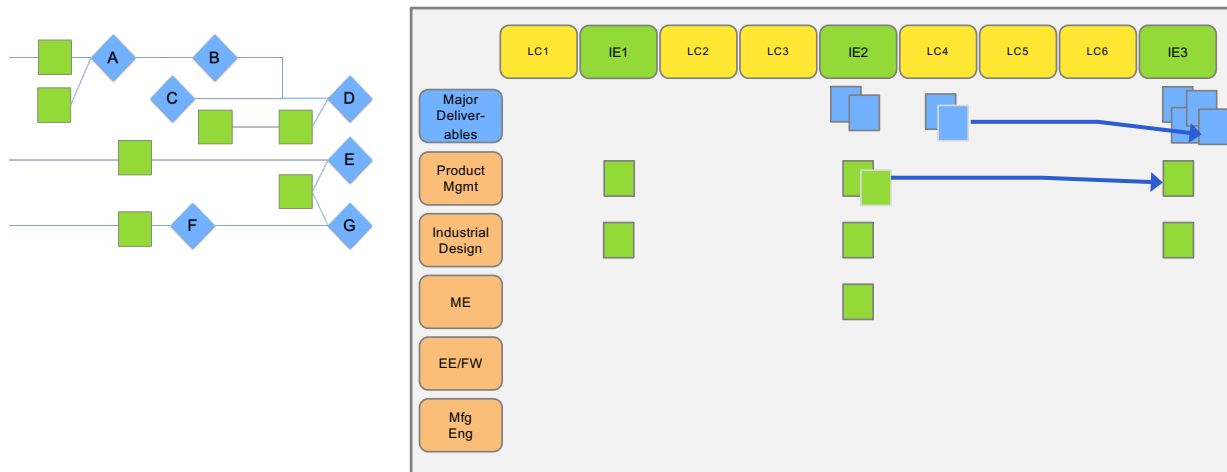 A
B
C
D
E
F
G
LC1
IE1
LC2
LC3
IE2
LC4
LC5
LC6
IE3
Major
Deliver-
ables
Product
Mgmt
Industrial
Design
ME
EE/FW
Mfg
Eng